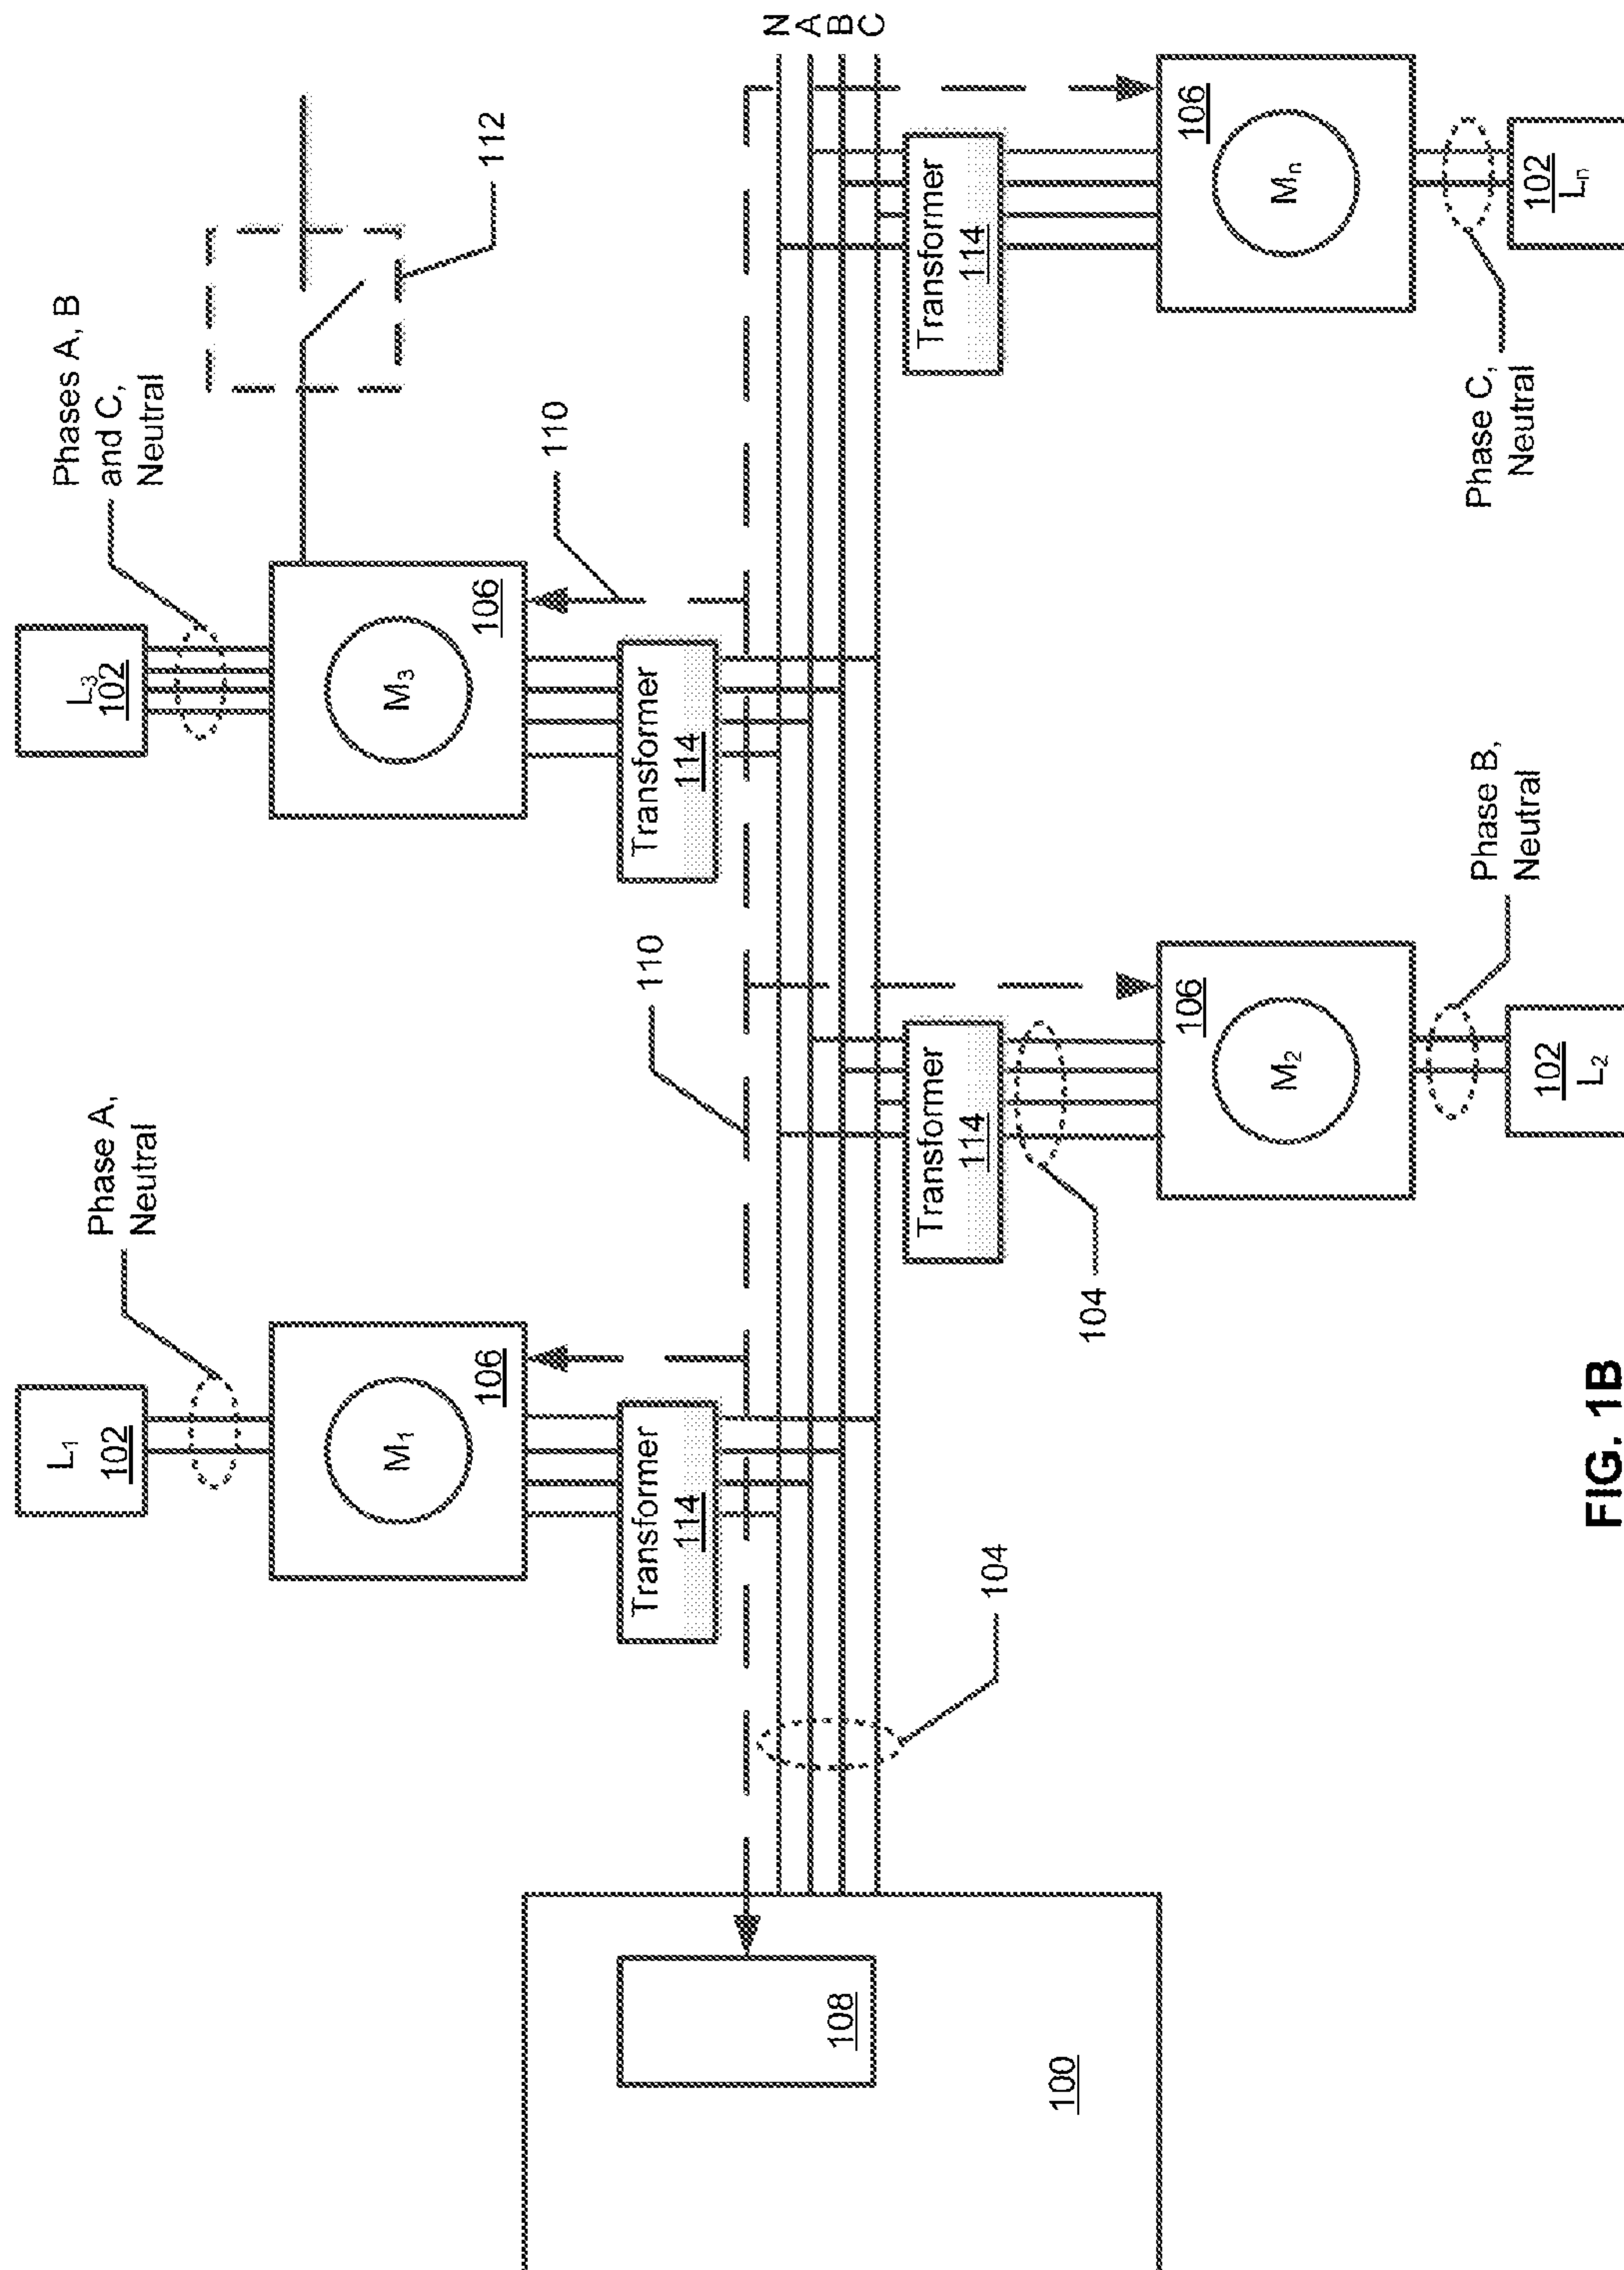 N
A
B
C
Phases A, B
and C,
Neutral
112
L3
102
110
M3
106
Transformer
114
106
Mn
Transformer
114
102
Ln
Phase C,
Neutral
Phase A,
Neutral
L1
102
M1
106
Transformer
114
110
106
M2
Transformer
114
104
Phase B,
Neutral
102
L2
104
108
100
FIG. 1B